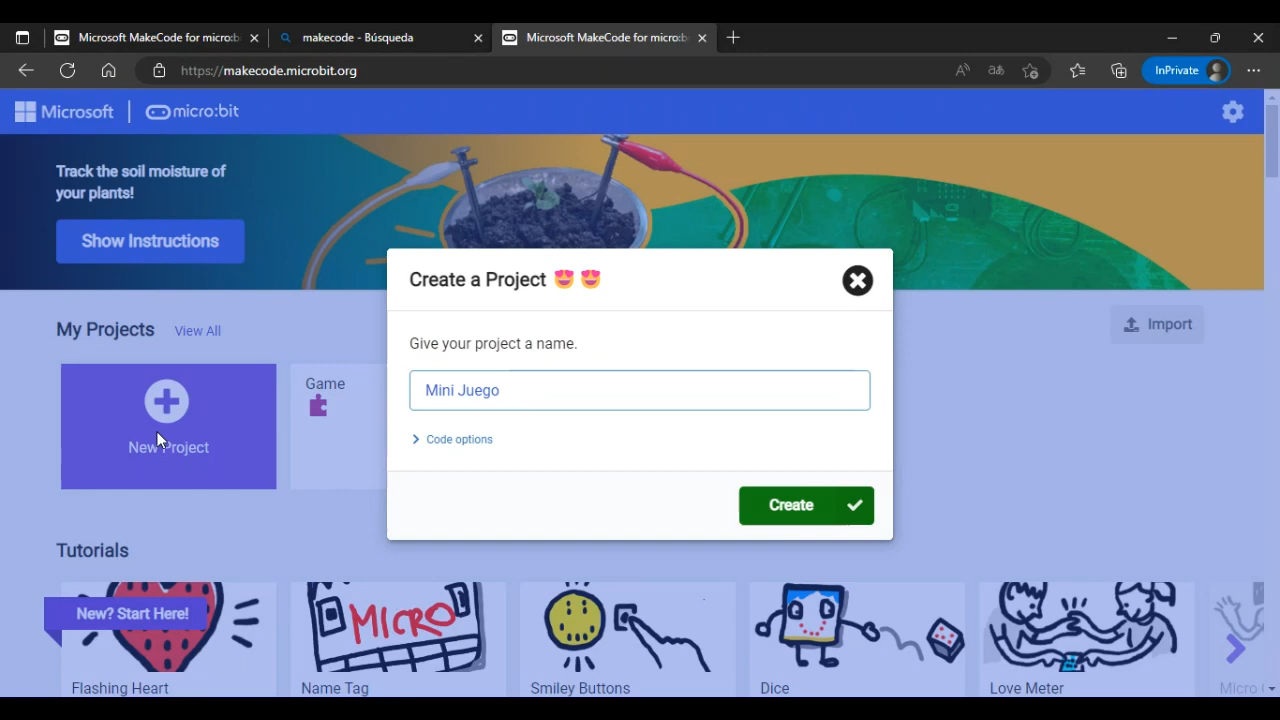 Microsoft MakeCode for micro:b
makecode - Búsqueda
Microsoft MakeCode for micro:b
https://makecode.microbit.org
InPrivate
Microsoft | micro:bit
Track the soil moisture of
your plants!
Show Instructions
Create a Project 😍 😍
Give your project a name.
Mini Juego
Code options
Create
My Projects View All
Import
New Project
Game
Tutorials
New? Start Here!
MICRO
Flashing Heart
Name Tag
Smiley Buttons
Dice
Love Meter
Micro